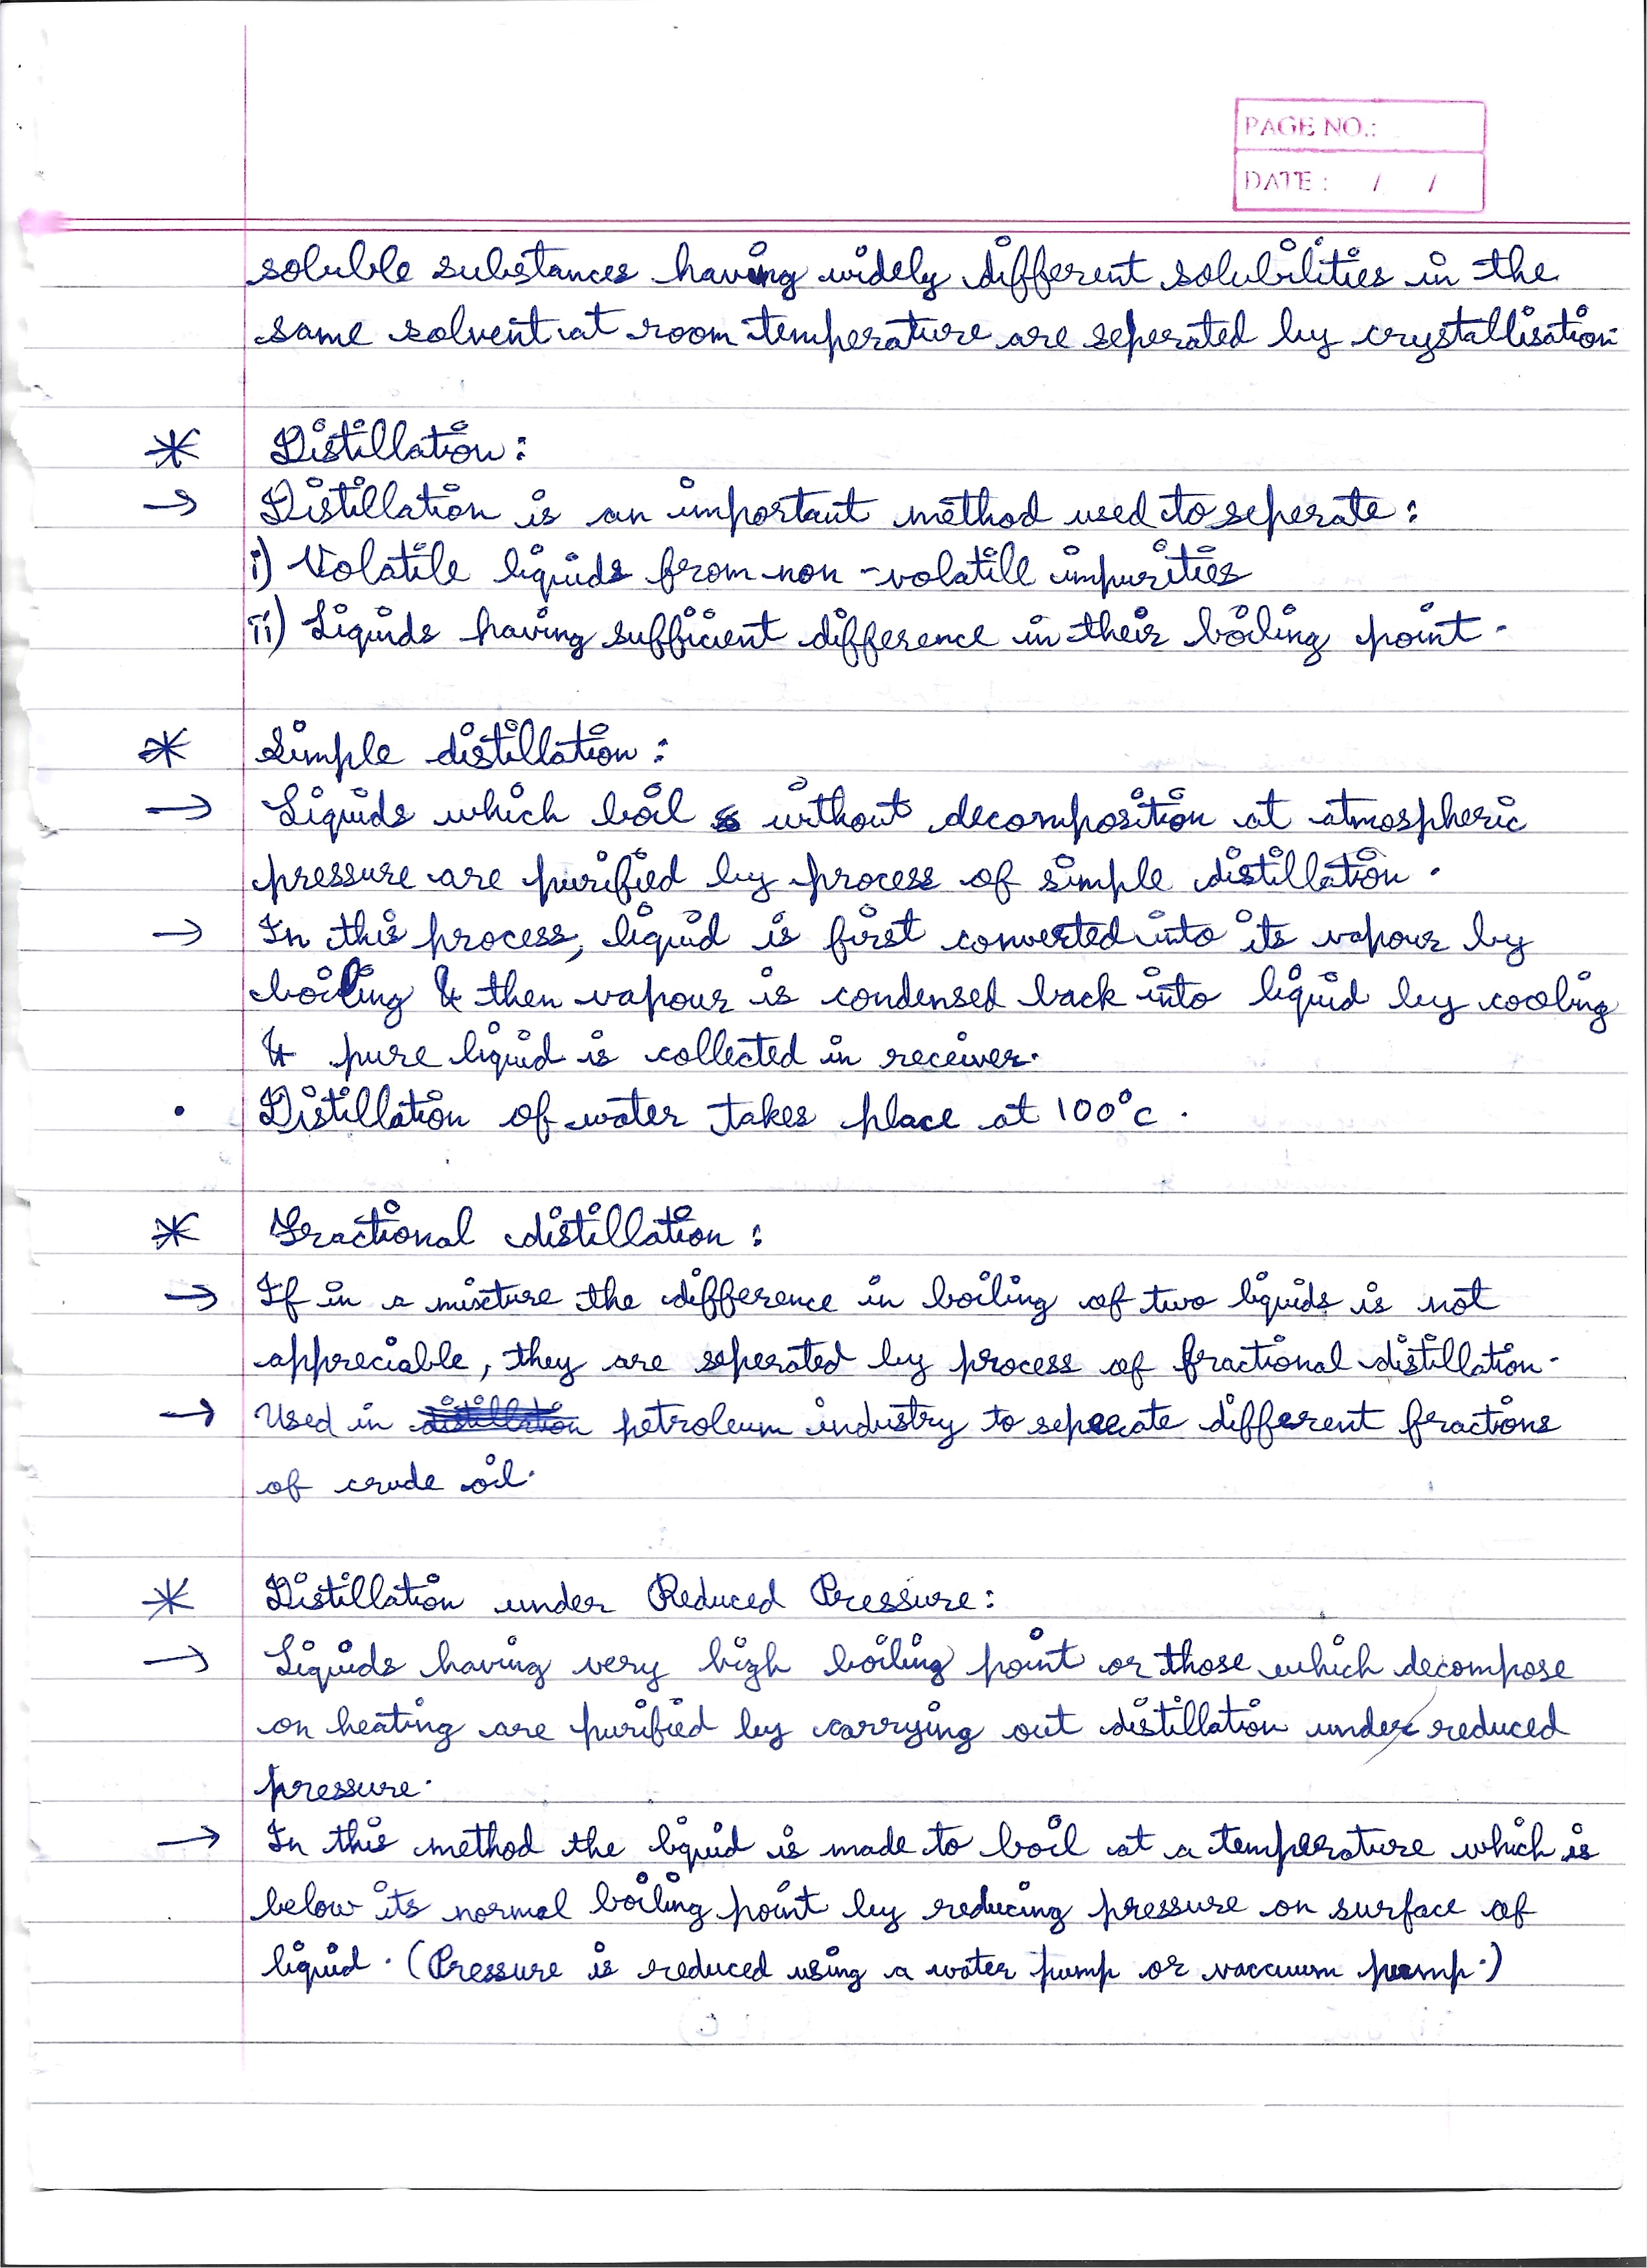 PAGE NO.:
DATE : / /
soluble substances having widely different solubilities in the
same solvent at room temperature are seperated by crystallisation.
* Distillation :
→ Distillation is an important method used to seperate :
i) Volatile liquids from non-volatill impurities
ii) Liquids having sufficient difference in their boiling point.
* Simple distillation :
→ Liquids which boil without decomposition at atmospheric
pressure are purified by process of simple distillation.
→ In this process, liquid is first converted into its vapour by
boiling & then vapour is condensed back into liquid by cooling
& pure liquid is collected in receiver.
• Distillation of water takes place at 100°c.
* Fractional distillation :
→ If in a mixture the difference in boiling of two liquids is not
appreciable, they are seperated by process of fractional distillation.
→ Used in distillation petroleum industry to seperate different fractions
of crude oil.
* Distillation under Reduced Pressure :
→ Liquids having very high boiling point or those which decompose
on heating are purified by carrying out distillation under reduced
pressure.
→ In this method the liquid is made to boil at a temperature which is
below its normal boiling point by reducing pressure on surface of
liquid. (Pressure is reduced using a water pump or vaccuum pump.)